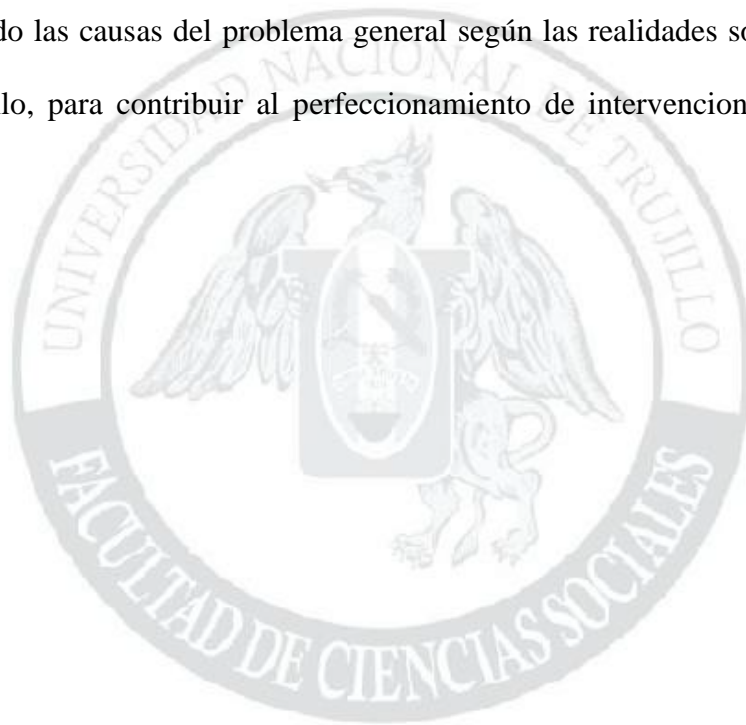 do las causas del problema general según las realidades so
lo, para contribuir al perfeccionamiento de intervencion
UNIVERSIDAD NACIONAL DE TRUJILLO
FACULTAD DE CIENCIAS SOCIALES